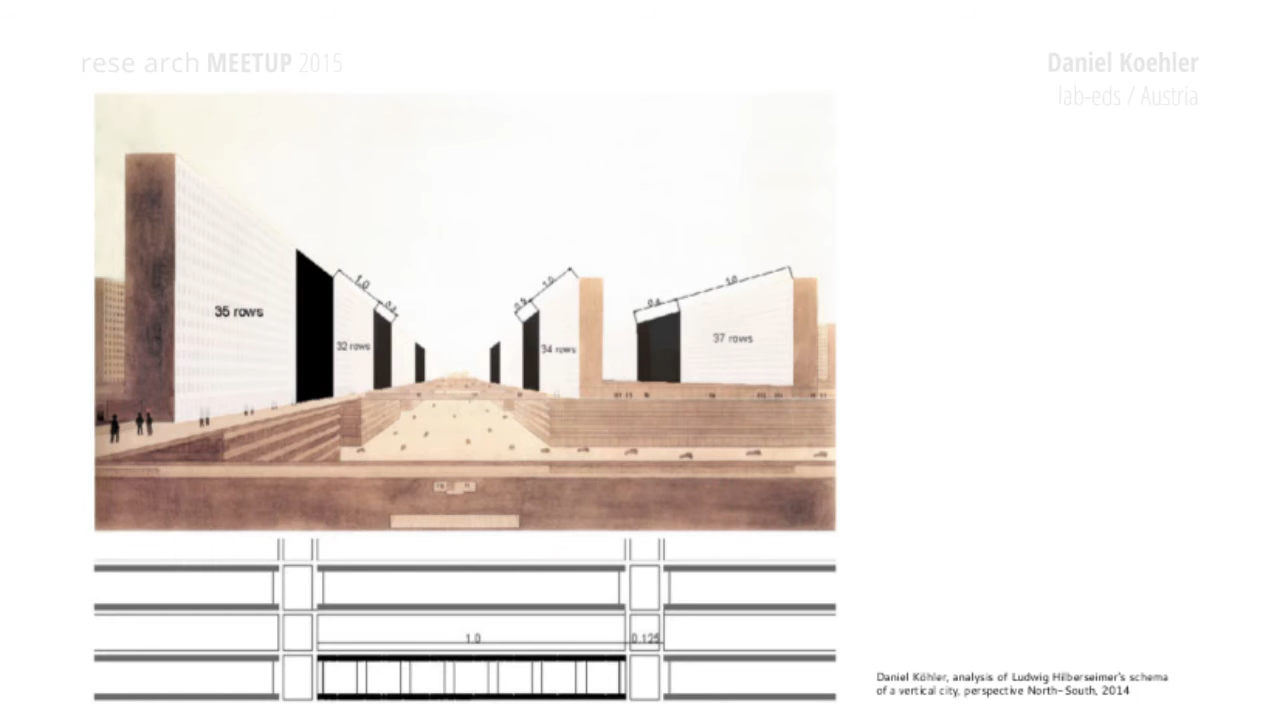 rese arch MEETUP 2015
Daniel Koehler
lab-eds / Austria
1.0
1.0
1.0
35 rows
32 rows
34 rows
37 rows
1.0
0.125
Daniel Köhler, analysis of Ludwig Hilberseimer's schema
of a vertical city, perspective North-South, 2014